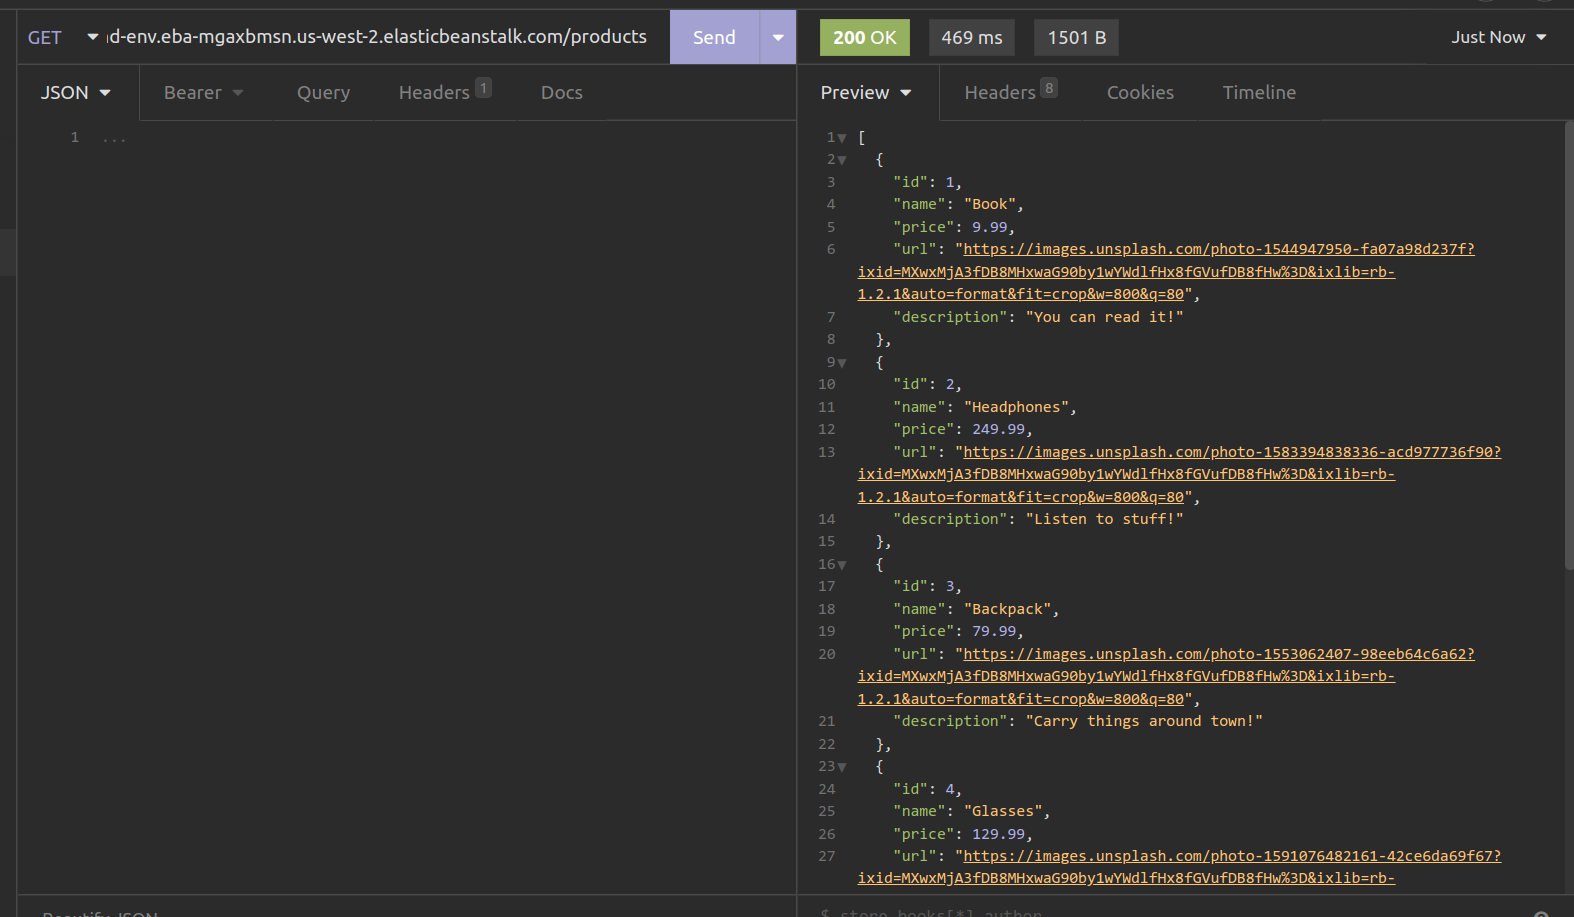 GET d-env.eba-mgaxbmsn.us-west-2.elasticbeanstalk.com/products Send 200 OK 469 ms 1501 B Just Now
JSON Bearer Query Headers 1 Docs Preview Headers 8 Cookies Timeline
1 ...
1 [
2 {
3 "id": 1,
4 "name": "Book",
5 "price": 9.99,
6 "url": "https://images.unsplash.com/photo-1544947950-fa07a98d237f?
ixid=MXwxMjA3fDB8MHxwaG90by1wYWdlfHx8fGVufDB8fHw%3D&ixlib=rb-
1.2.1&auto=format&fit=crop&w=800&q=80",
7 "description": "You can read it!"
8 },
9 {
10 "id": 2,
11 "name": "Headphones",
12 "price": 249.99,
13 "url": "https://images.unsplash.com/photo-1583394838336-acd977736f90?
ixid=MXwxMjA3fDB8MHxwaG90by1wYWdlfHx8fGVufDB8fHw%3D&ixlib=rb-
1.2.1&auto=format&fit=crop&w=800&q=80",
14 "description": "Listen to stuff!"
15 },
16 {
17 "id": 3,
18 "name": "Backpack",
19 "price": 79.99,
20 "url": "https://images.unsplash.com/photo-1553062407-98eeb64c6a62?
ixid=MXwxMjA3fDB8MHxwaG90by1wYWdlfHx8fGVufDB8fHw%3D&ixlib=rb-
1.2.1&auto=format&fit=crop&w=800&q=80",
21 "description": "Carry things around town!"
22 },
23 {
24 "id": 4,
25 "name": "Glasses",
26 "price": 129.99,
27 "url": "https://images.unsplash.com/photo-1591076482161-42ce6da69f67?
ixid=MXwxMjA3fDB8MHxwaG90by1wYWdlfHx8fGVufDB8fHw%3D&ixlib=rb-
Beautify JSON $ store books[*] author